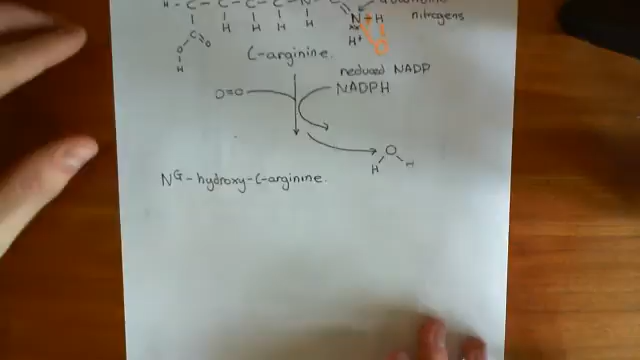 H - C - C - C - C - N - C
nitrogens
N - H
H H H H
C O
O H
H
L-arginine.
reduced NADP
O=O NADPH
O
H H
N^G-hydroxy-L-arginine.